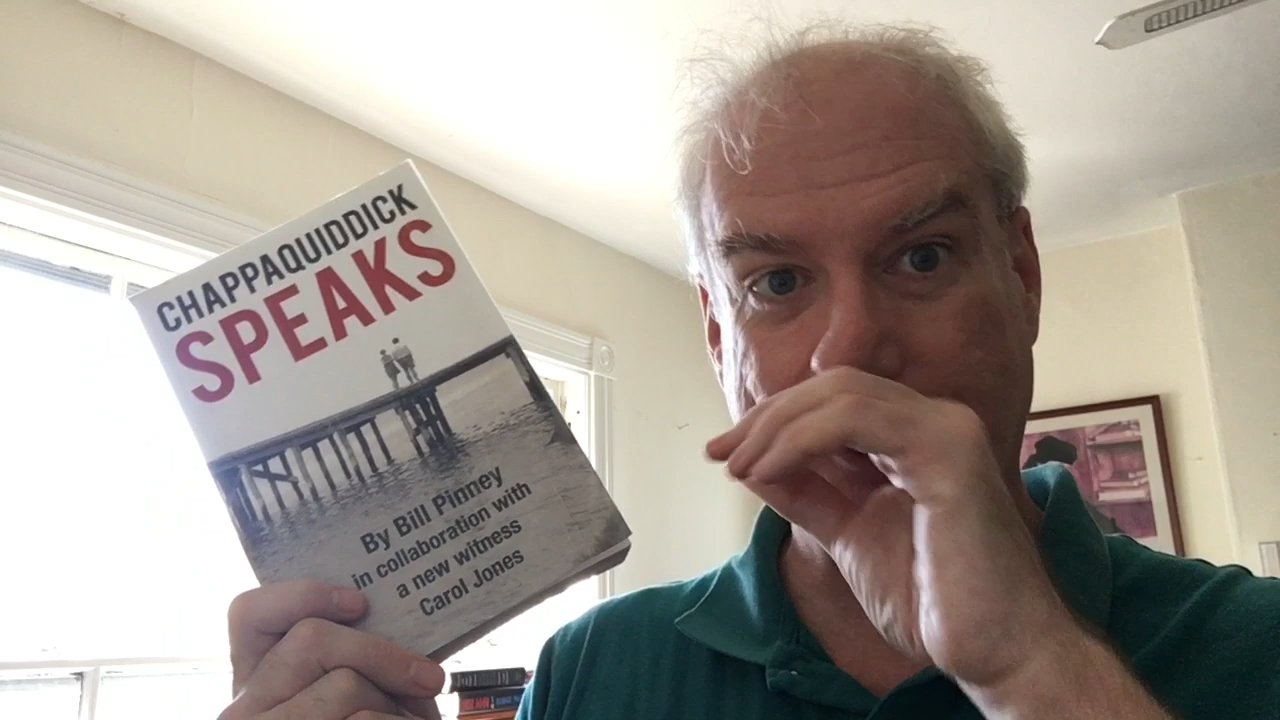 CHAPPAQUIDDICK
SPEAKS
By Bill Pinney
in collaboration with
a new witness
Carol Jones